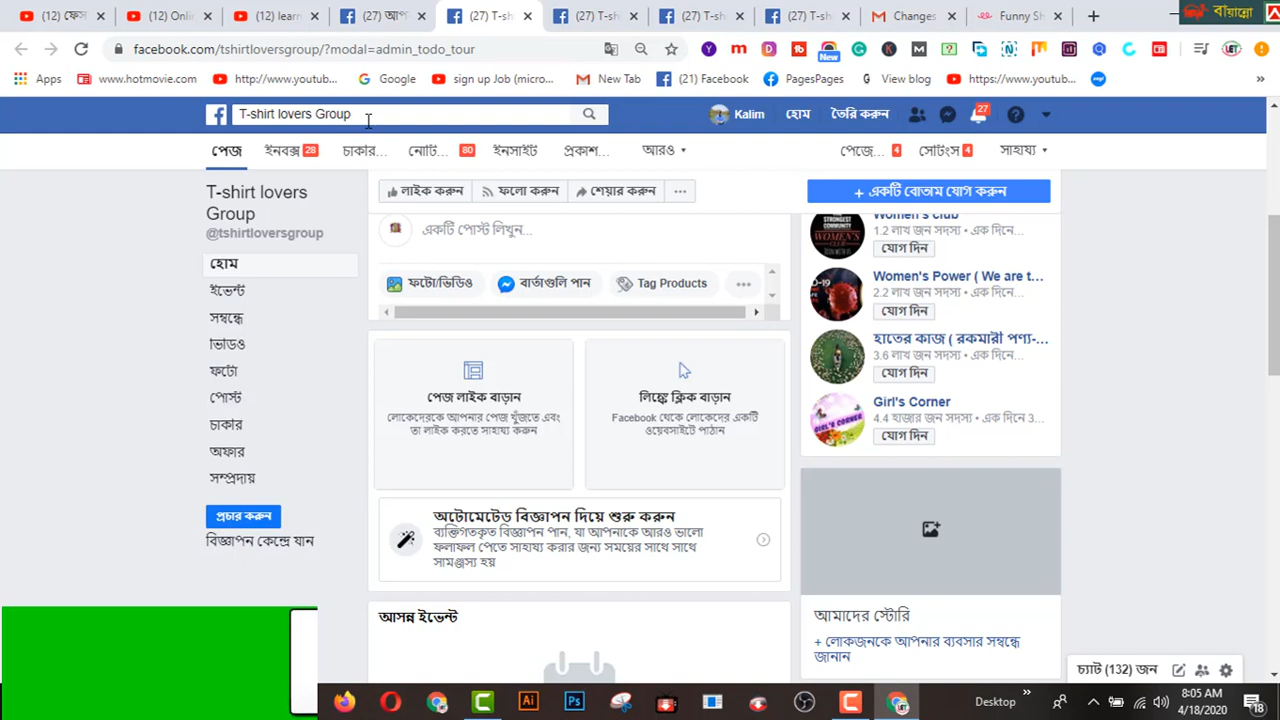 (12) ফেস
(12) Onli
(12) learn
(27) আপ
(27) T-sh
(27) T-sh
(27) T-sh
(27) T-sh
Changes
Funny Sh
বায়ান্নো
facebook.com/tshirtloversgroup/?modal=admin_todo_tour
New
Apps
www.hotmovie.com
http://www.youtub...
Google
sign up Job (micro...
New Tab
(21) Facebook
PagesPages
View blog
https://www.youtub...
T-shirt lovers Group
Kalim
হোম
তৈরি করুন
27
পেজ
ইনবক্স 28
চাকার...
নোটি... 80
ইনসাইট
প্রকাশ...
আরও
পেজে... 4
সেটিংস 4
সাহায্য
T-shirt lovers
Group
@tshirtloversgroup
লাইক করুন
ফলো করুন
শেয়ার করুন
...
+ একটি বোতাম যোগ করুন
হোম
ইভেন্ট
সম্বন্ধে
ভিডিও
ফটো
পোস্ট
চাকার
অফার
সম্প্রদায়
প্রচার করুন
বিজ্ঞাপন কেন্দ্রে যান
একটি পোস্ট লিখুন...
ফটো/ভিডিও
বার্তাগুলি পান
Tag Products
...
পেজ লাইক বাড়ান
লোকেদেরকে আপনার পেজ খুঁজতে এবং
তা লাইক করতে সাহায্য করুন
লিঙ্কে ক্লিক বাড়ান
Facebook থেকে লোকেদের একটি
ওয়েবসাইটে পাঠান
অটোমেটেড বিজ্ঞাপন দিয়ে শুরু করুন
ব্যক্তিগতকৃত বিজ্ঞাপন পান, যা আপনাকে আরও ভালো
ফলাফল পেতে সাহায্য করার জন্য সময়ের সাথে সাথে
সামঞ্জস্য হয়
আসন্ন ইভেন্ট
Women's club
1.2 লাখ জন সদস্য • এক দিনে...
যোগ দিন
Women's Power ( We are t...
2.2 লাখ জন সদস্য • এক দিনে...
যোগ দিন
হাতের কাজ ( রকমারী পণ্য-...
3.6 লাখ জন সদস্য • এক দিনে...
যোগ দিন
Girl's Corner
4.4 হাজার জন সদস্য • এক দিনে 3...
যোগ দিন
আমাদের স্টোরি
+ লোকজনকে আপনার ব্যবসার সম্বন্ধে
জানান
চ্যাট (132) জন
Desktop
8:05 AM
4/18/2020
18